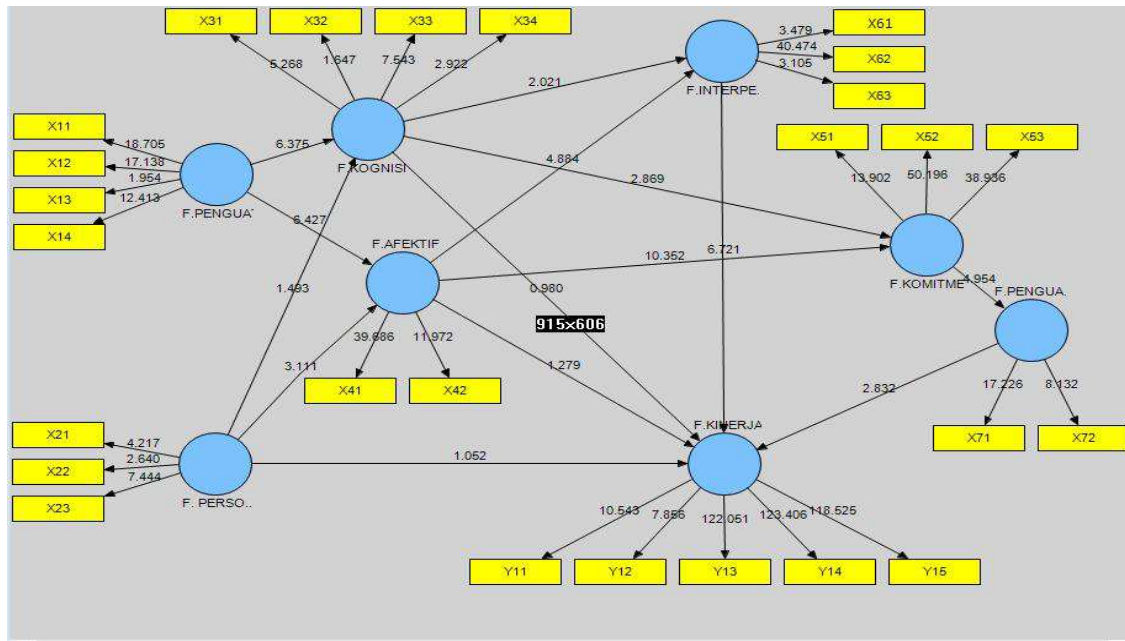 X31
X32
X33
X34
5.268
1.647
7.543
2.922
F.KOGNISI
X61
X62
X63
3.479
40.474
3.105
F.INTERPE.
2.021
X11
X12
X13
X14
18.705
17.138
1.954
12.413
F.PENGUAT
6.375
6.427
X51
X52
X53
13.902
50.196
38.936
F.KOMITME
4.884
2.869
F.AFEKTIF
10.352
6.721
4.954
F.PENGUA.
1.493
0.980
915×606
39.686
11.972
X41
X42
3.111
1.279
2.832
17.226
8.132
X71
X72
X21
X22
X23
4.217
2.640
7.444
F. PERSO..
1.052
F.KINERJA
10.543
7.856
122.051
123.406
118.525
Y11
Y12
Y13
Y14
Y15